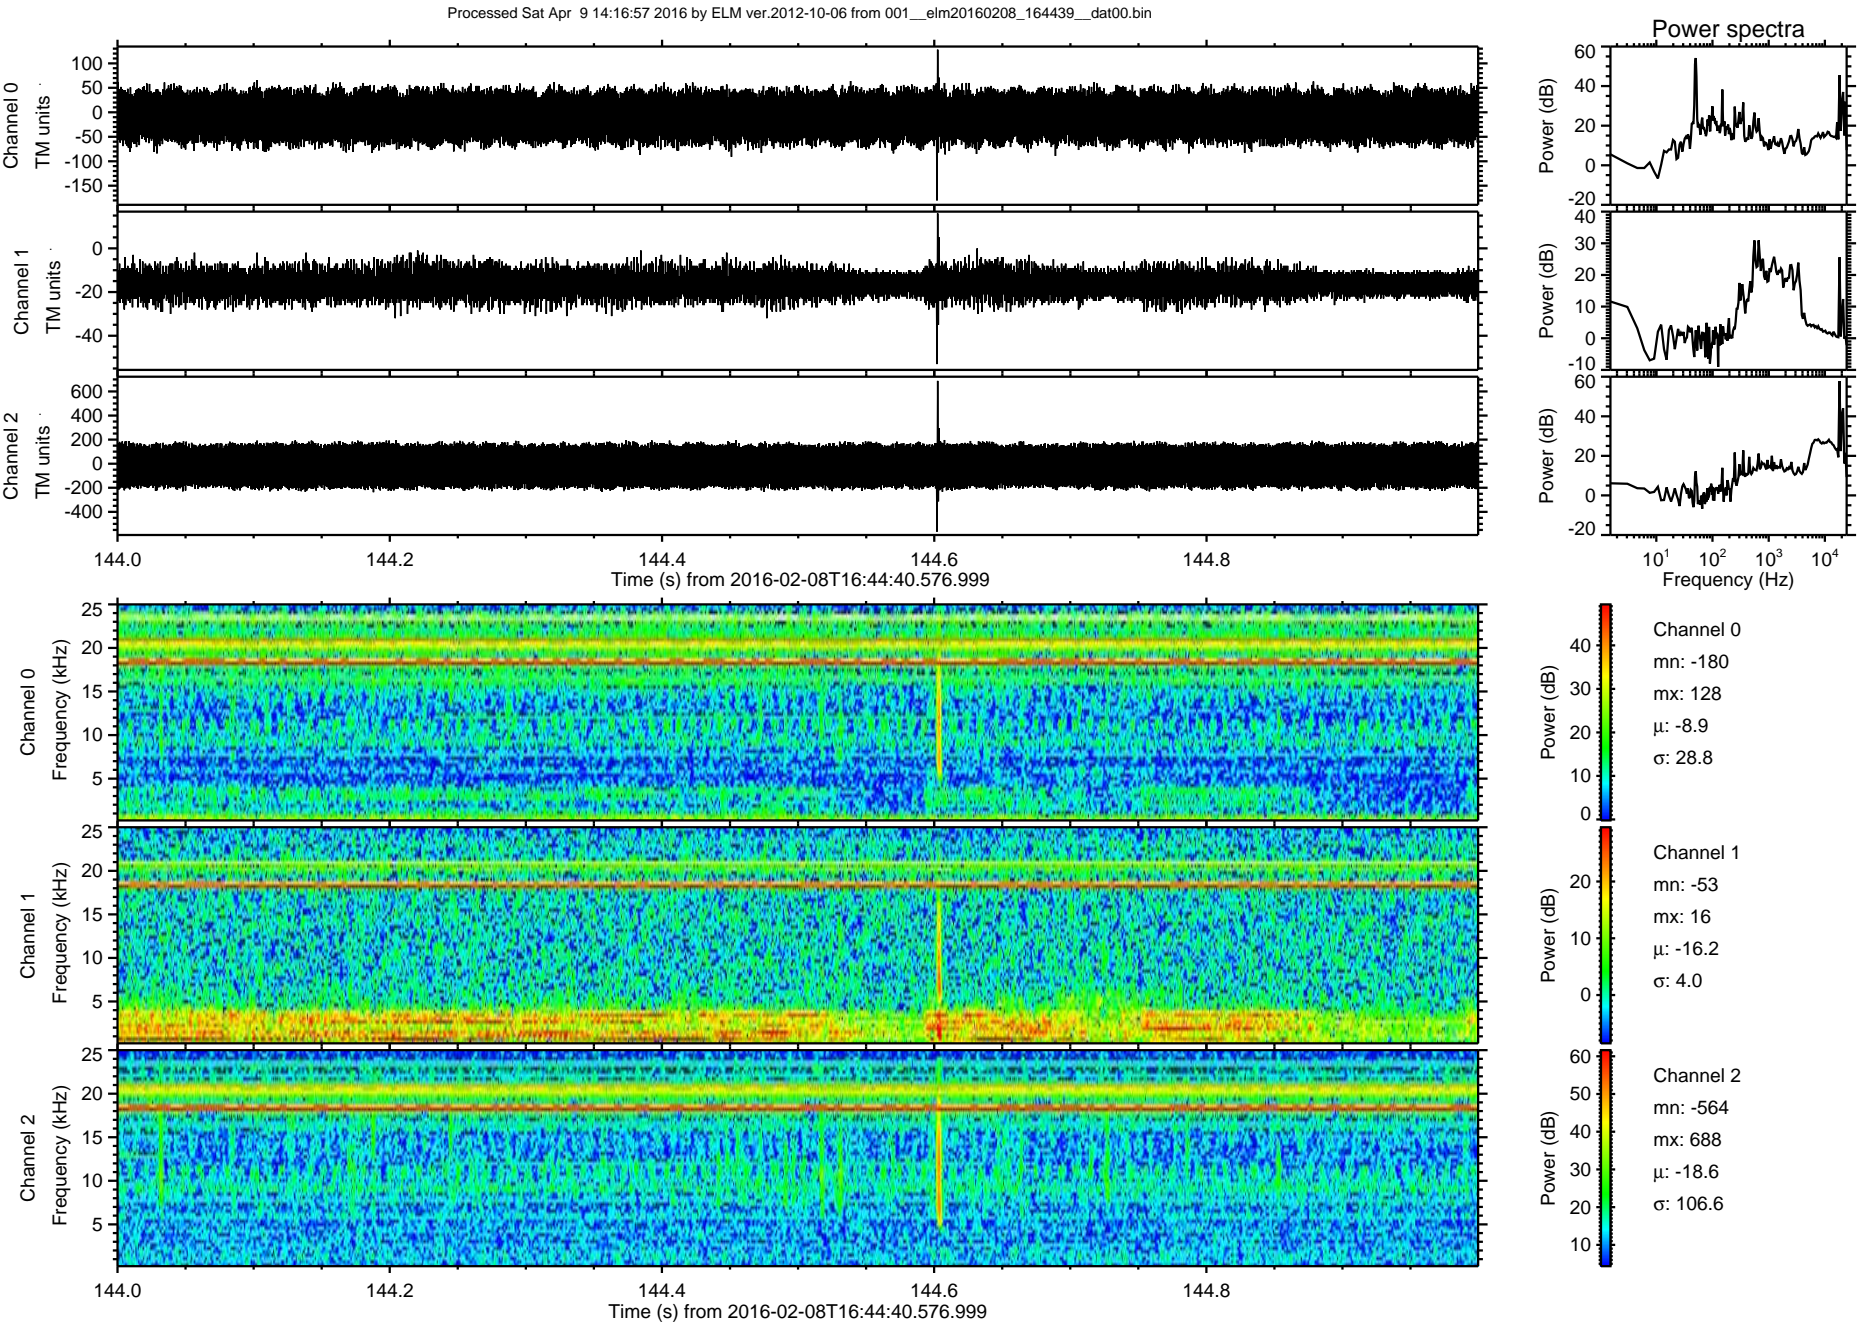 Processed Sat Apr  9 14:16:57 2016 by ELM ver.2012-10-06 from 001__elm20160208_164439__dat00.bin
Power spectra
Channel 0
TM units
100
50
0
-50
-100
-150
Power (dB)
60
40
20
0
-20
Channel 1
TM units
0
-20
-40
Power (dB)
40
30
20
10
0
-10
Channel 2
TM units
600
400
200
0
-200
-400
Power (dB)
60
40
20
0
-20
144.0 144.2 144.4 144.6 144.8
Time (s) from 2016-02-08T16:44:40.576.999
10^1 10^2 10^3 10^4
Frequency (Hz)
Channel 0
Frequency (kHz)
25
20
15
10
5
Power (dB)
40
30
20
10
0
Channel 0
mn: -180
mx: 128
μ: -8.9
σ: 28.8
Channel 1
Frequency (kHz)
25
20
15
10
5
Power (dB)
20
10
0
Channel 1
mn: -53
mx: 16
μ: -16.2
σ: 4.0
Channel 2
Frequency (kHz)
25
20
15
10
5
Power (dB)
60
50
40
30
20
10
Channel 2
mn: -564
mx: 688
μ: -18.6
σ: 106.6
144.0 144.2 144.4 144.6 144.8
Time (s) from 2016-02-08T16:44:40.576.999